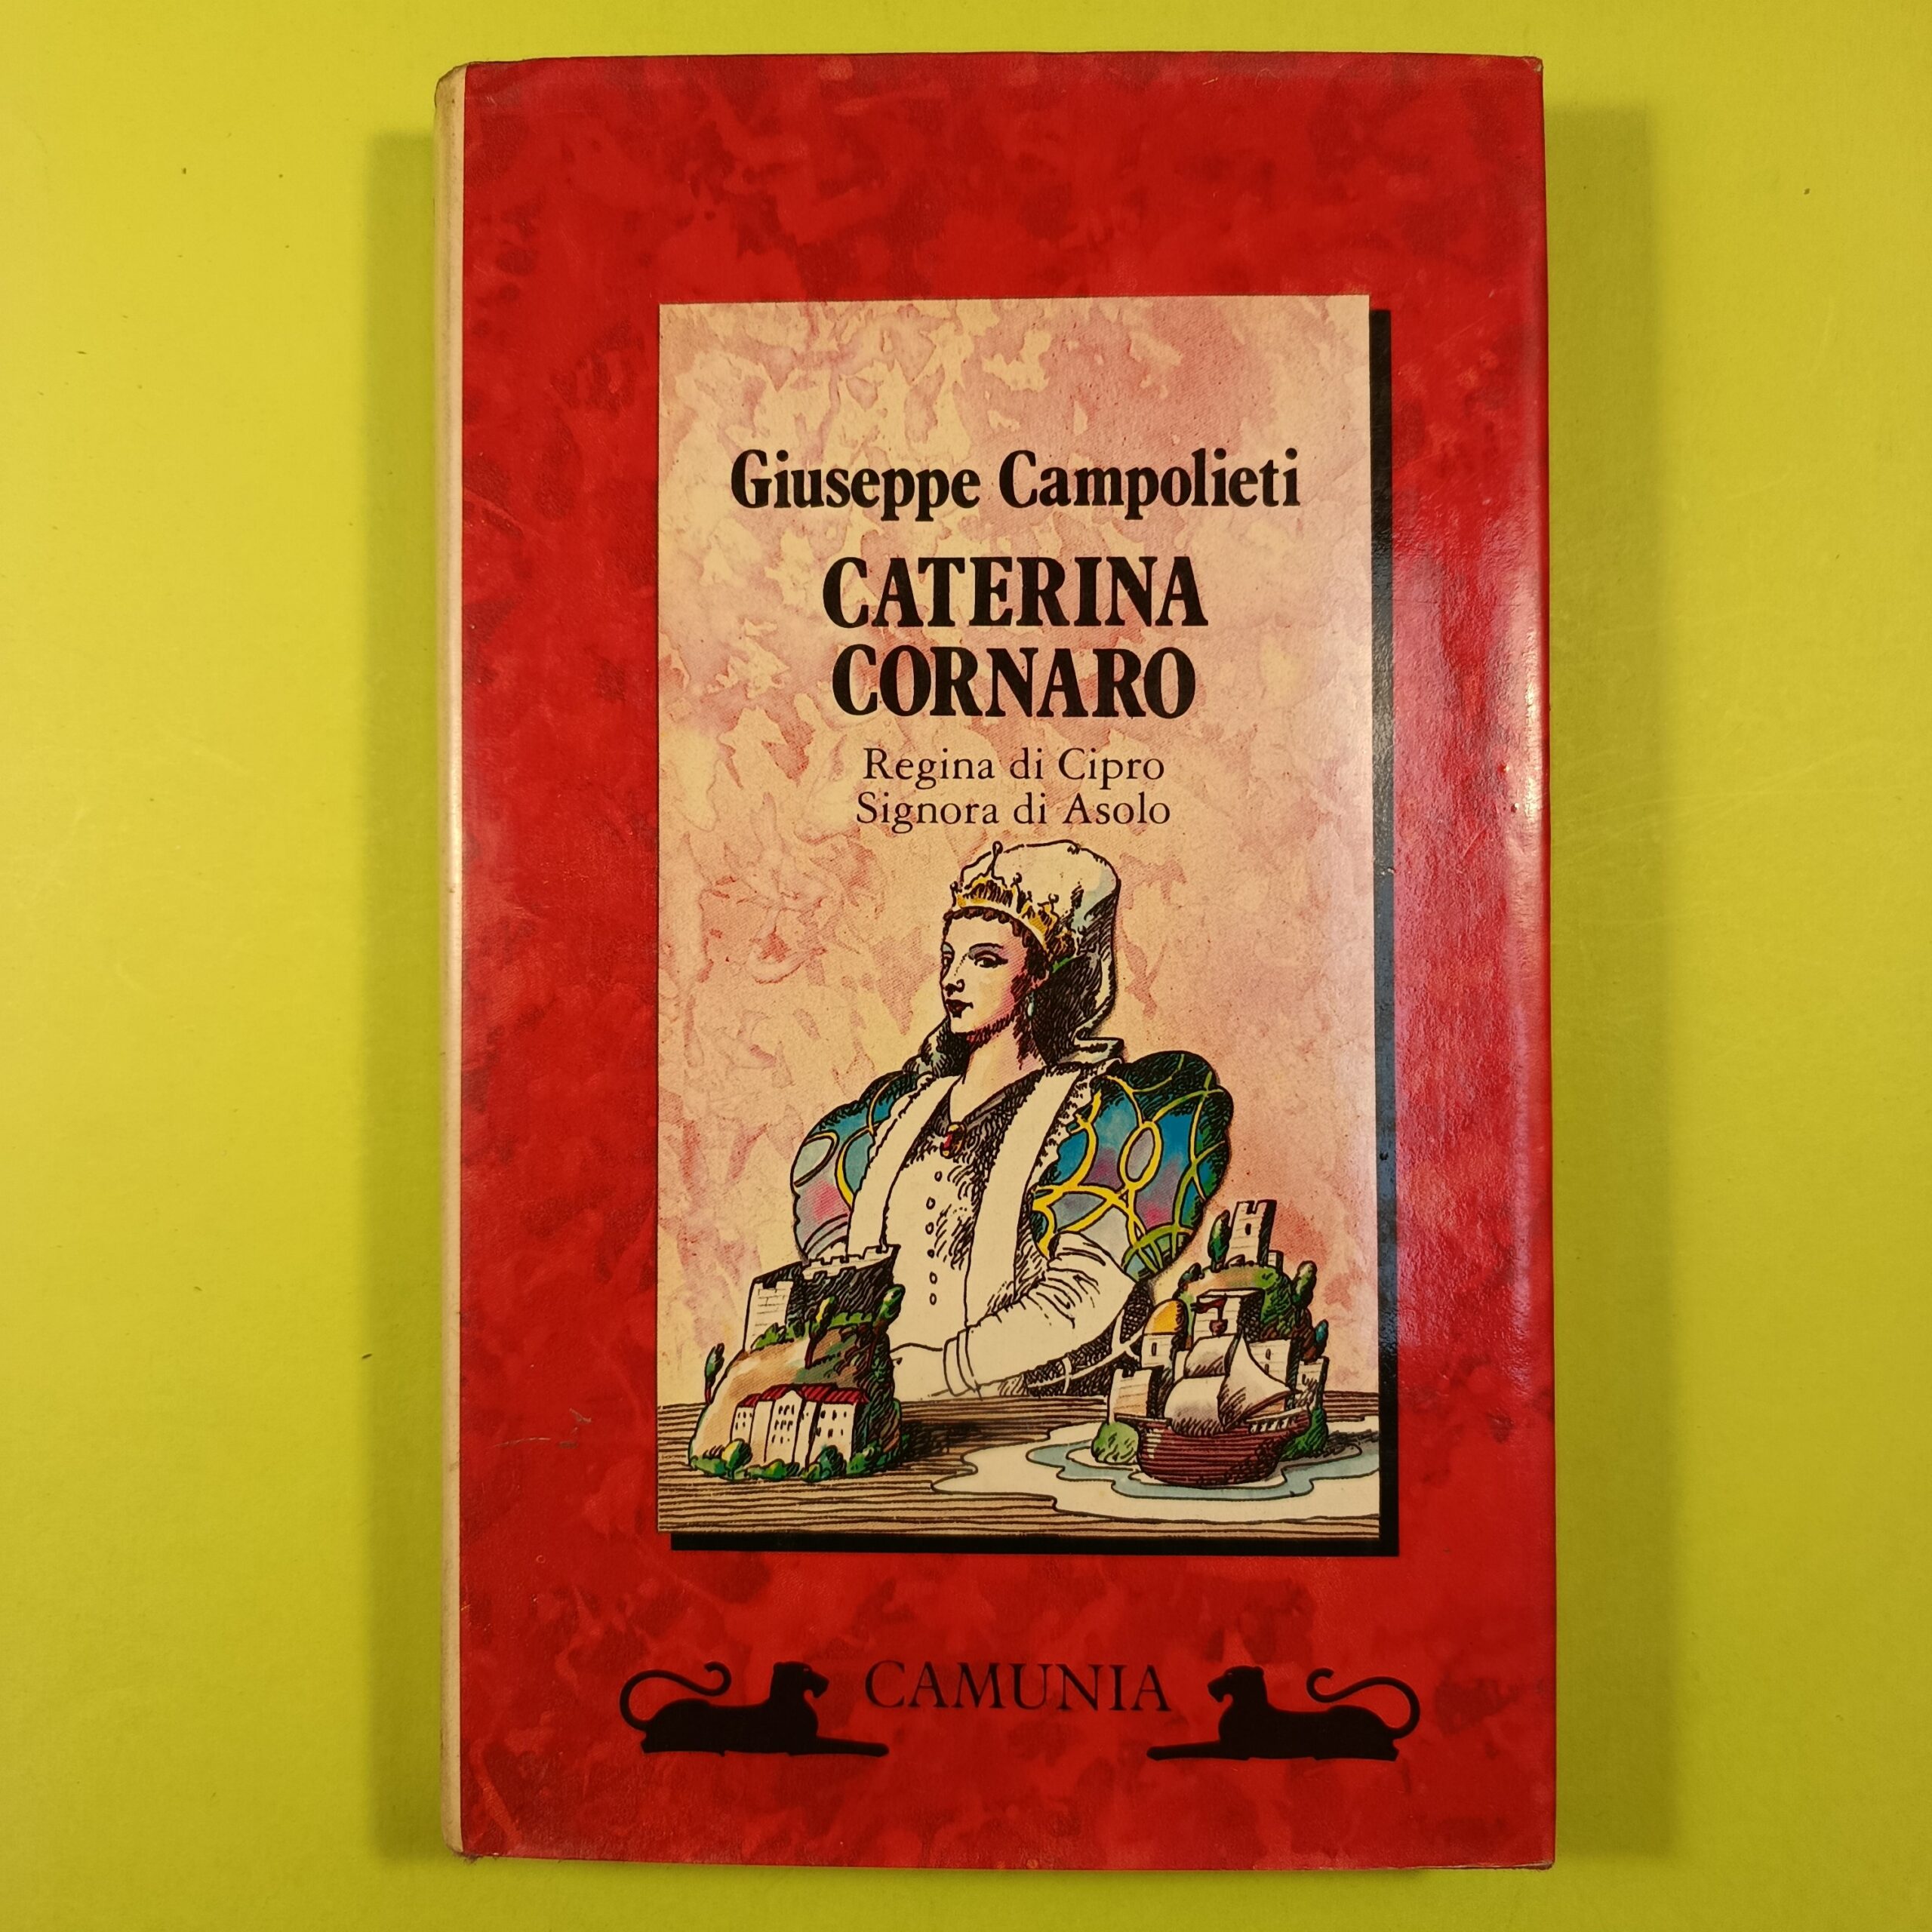 Giuseppe Campolieti
CATERINA
CORNARO
Regina di Cipro
Signora di Asolo
CAMUNIA